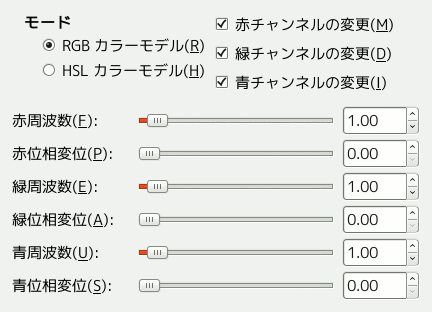 モード
RGB カラーモデル(R)
HSL カラーモデル(H)
赤チャンネルの変更(M)
緑チャンネルの変更(D)
青チャンネルの変更(I)
赤周波数(F): 1.00
赤位相変位(P): 0.00
緑周波数(E): 1.00
緑位相変位(A): 0.00
青周波数(U): 1.00
青位相変位(S): 0.00